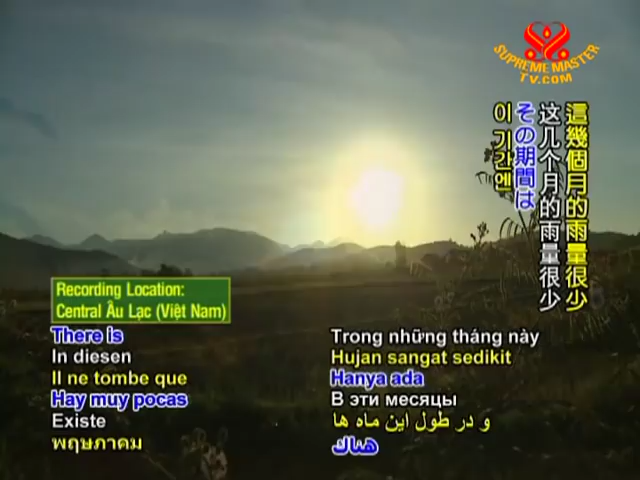 SUPREME MASTER
TV.COM
這幾個月的雨量很少
这几个月的雨量很少
その期間は
이 기간엔
Recording Location:
Central Âu Lạc (Việt Nam)
There is
In diesen
Il ne tombe que
Hay muy pocas
Existe
พฤษภาคม
Trong những tháng này
Hujan sangat sedikit
Hanya ada
В эти месяцы
و در طول این ماه ها
هناك